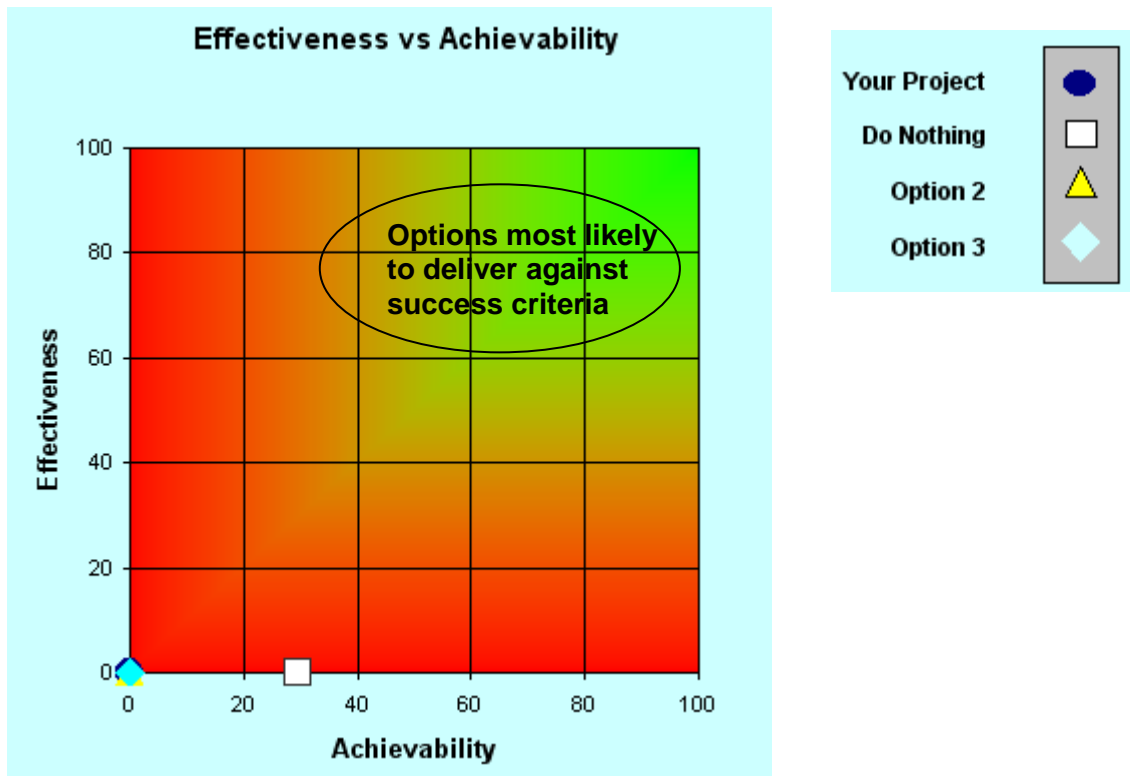 Effectiveness vs Achievability
Your Project
Do Nothing
Option 2
Option 3
100
80
60
40
20
0
Effectiveness
Options most likely
to deliver against
success criteria
0 20 40 60 80 100
Achievability